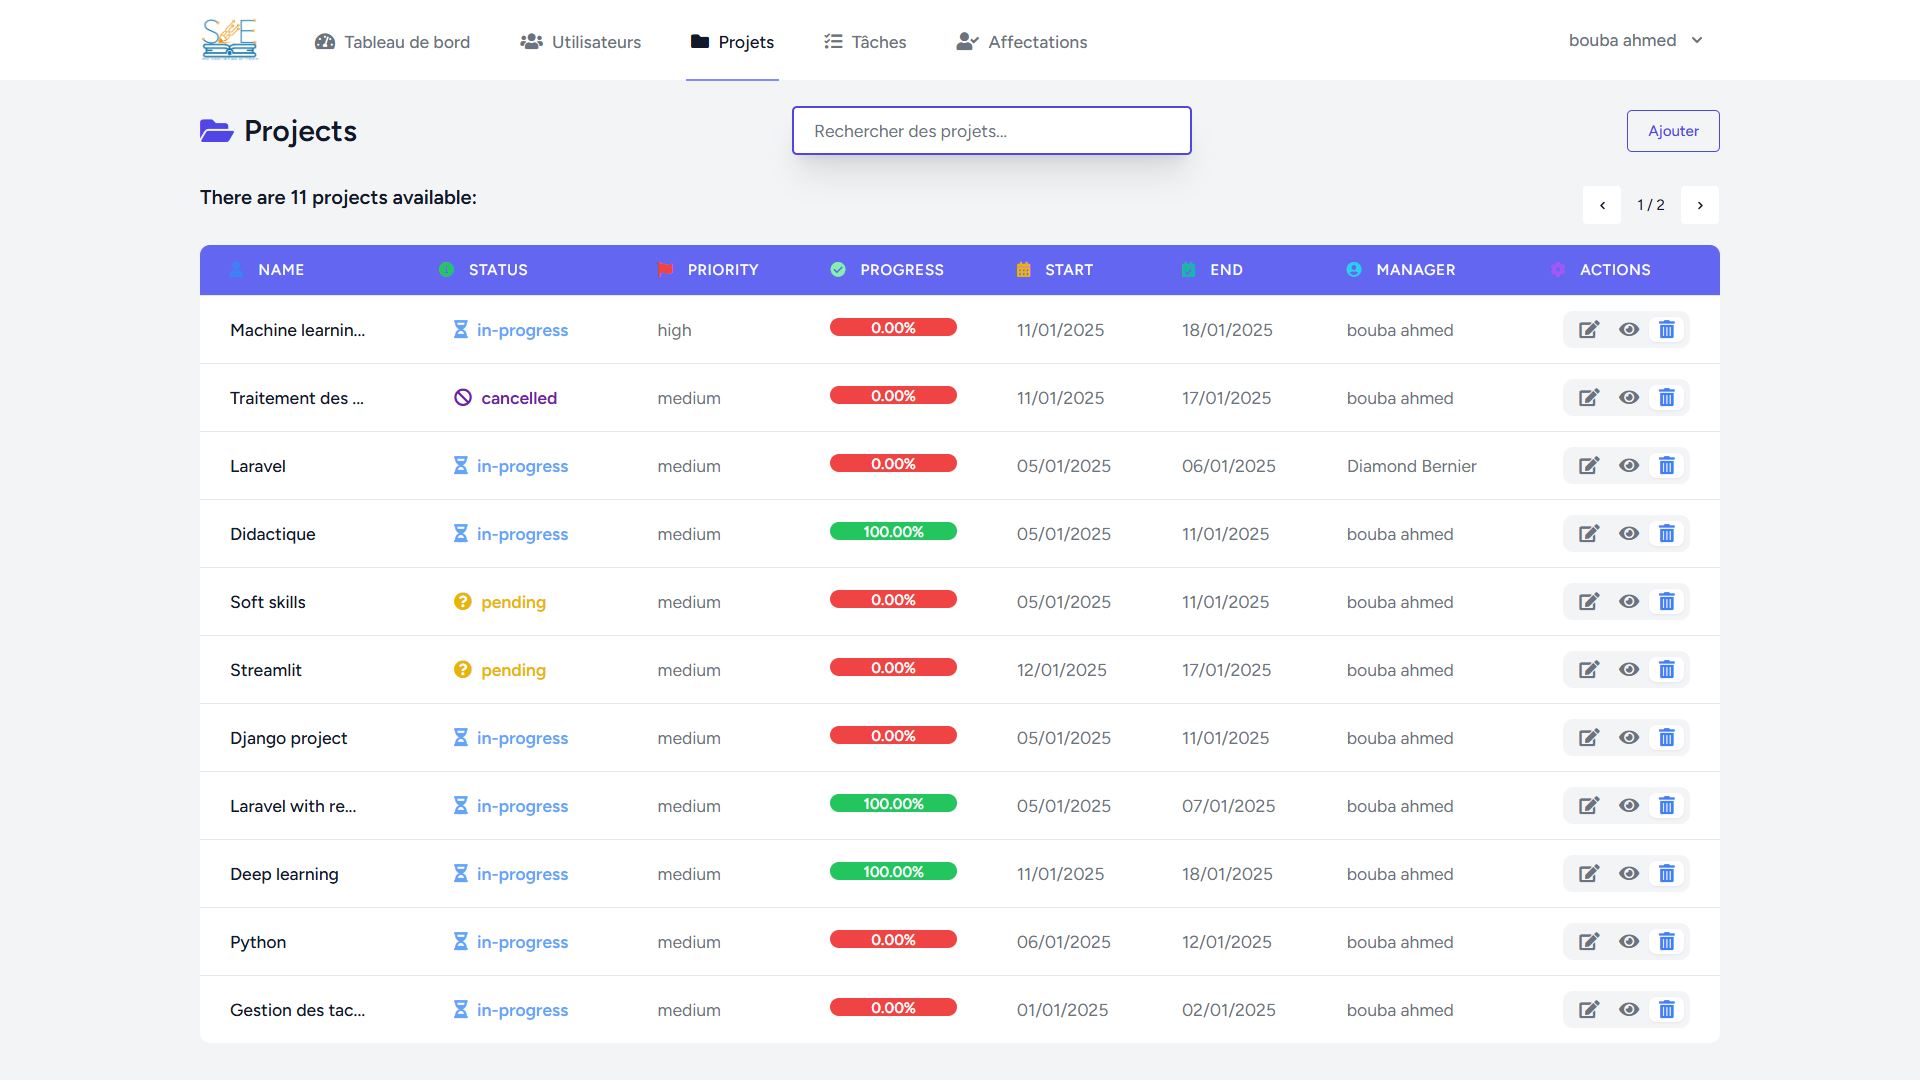 S E
Tableau de bord Utilisateurs Projets Tâches Affectations bouba ahmed
Projects Rechercher des projets... Ajouter
There are 11 projects available: 1 / 2
NAME STATUS PRIORITY PROGRESS START END MANAGER ACTIONS
Machine learnin... in-progress high 0.00% 11/01/2025 18/01/2025 bouba ahmed
Traitement des ... cancelled medium 0.00% 11/01/2025 17/01/2025 bouba ahmed
Laravel in-progress medium 0.00% 05/01/2025 06/01/2025 Diamond Bernier
Didactique in-progress medium 100.00% 05/01/2025 11/01/2025 bouba ahmed
Soft skills pending medium 0.00% 05/01/2025 11/01/2025 bouba ahmed
Streamlit pending medium 0.00% 12/01/2025 17/01/2025 bouba ahmed
Django project in-progress medium 0.00% 05/01/2025 11/01/2025 bouba ahmed
Laravel with re... in-progress medium 100.00% 05/01/2025 07/01/2025 bouba ahmed
Deep learning in-progress medium 100.00% 11/01/2025 18/01/2025 bouba ahmed
Python in-progress medium 0.00% 06/01/2025 12/01/2025 bouba ahmed
Gestion des tac... in-progress medium 0.00% 01/01/2025 02/01/2025 bouba ahmed